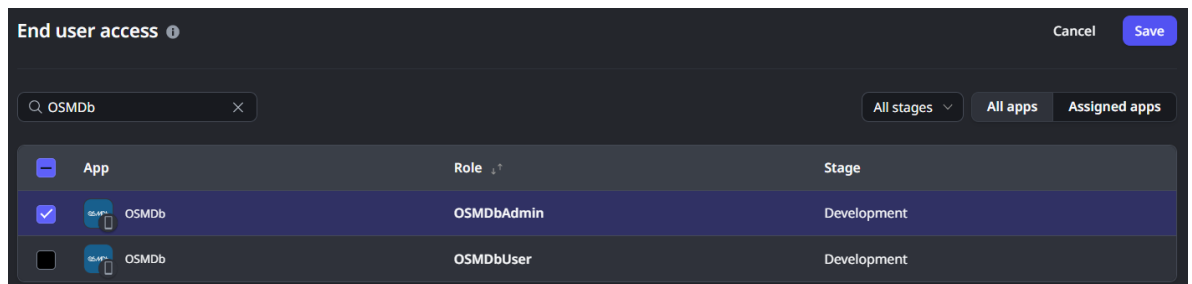 End user access
Cancel
Save
OSMDb
All stages
All apps
Assigned apps
App
Role
Stage
OSMDb
OSMDbAdmin
Development
OSMDb
OSMDbUser
Development